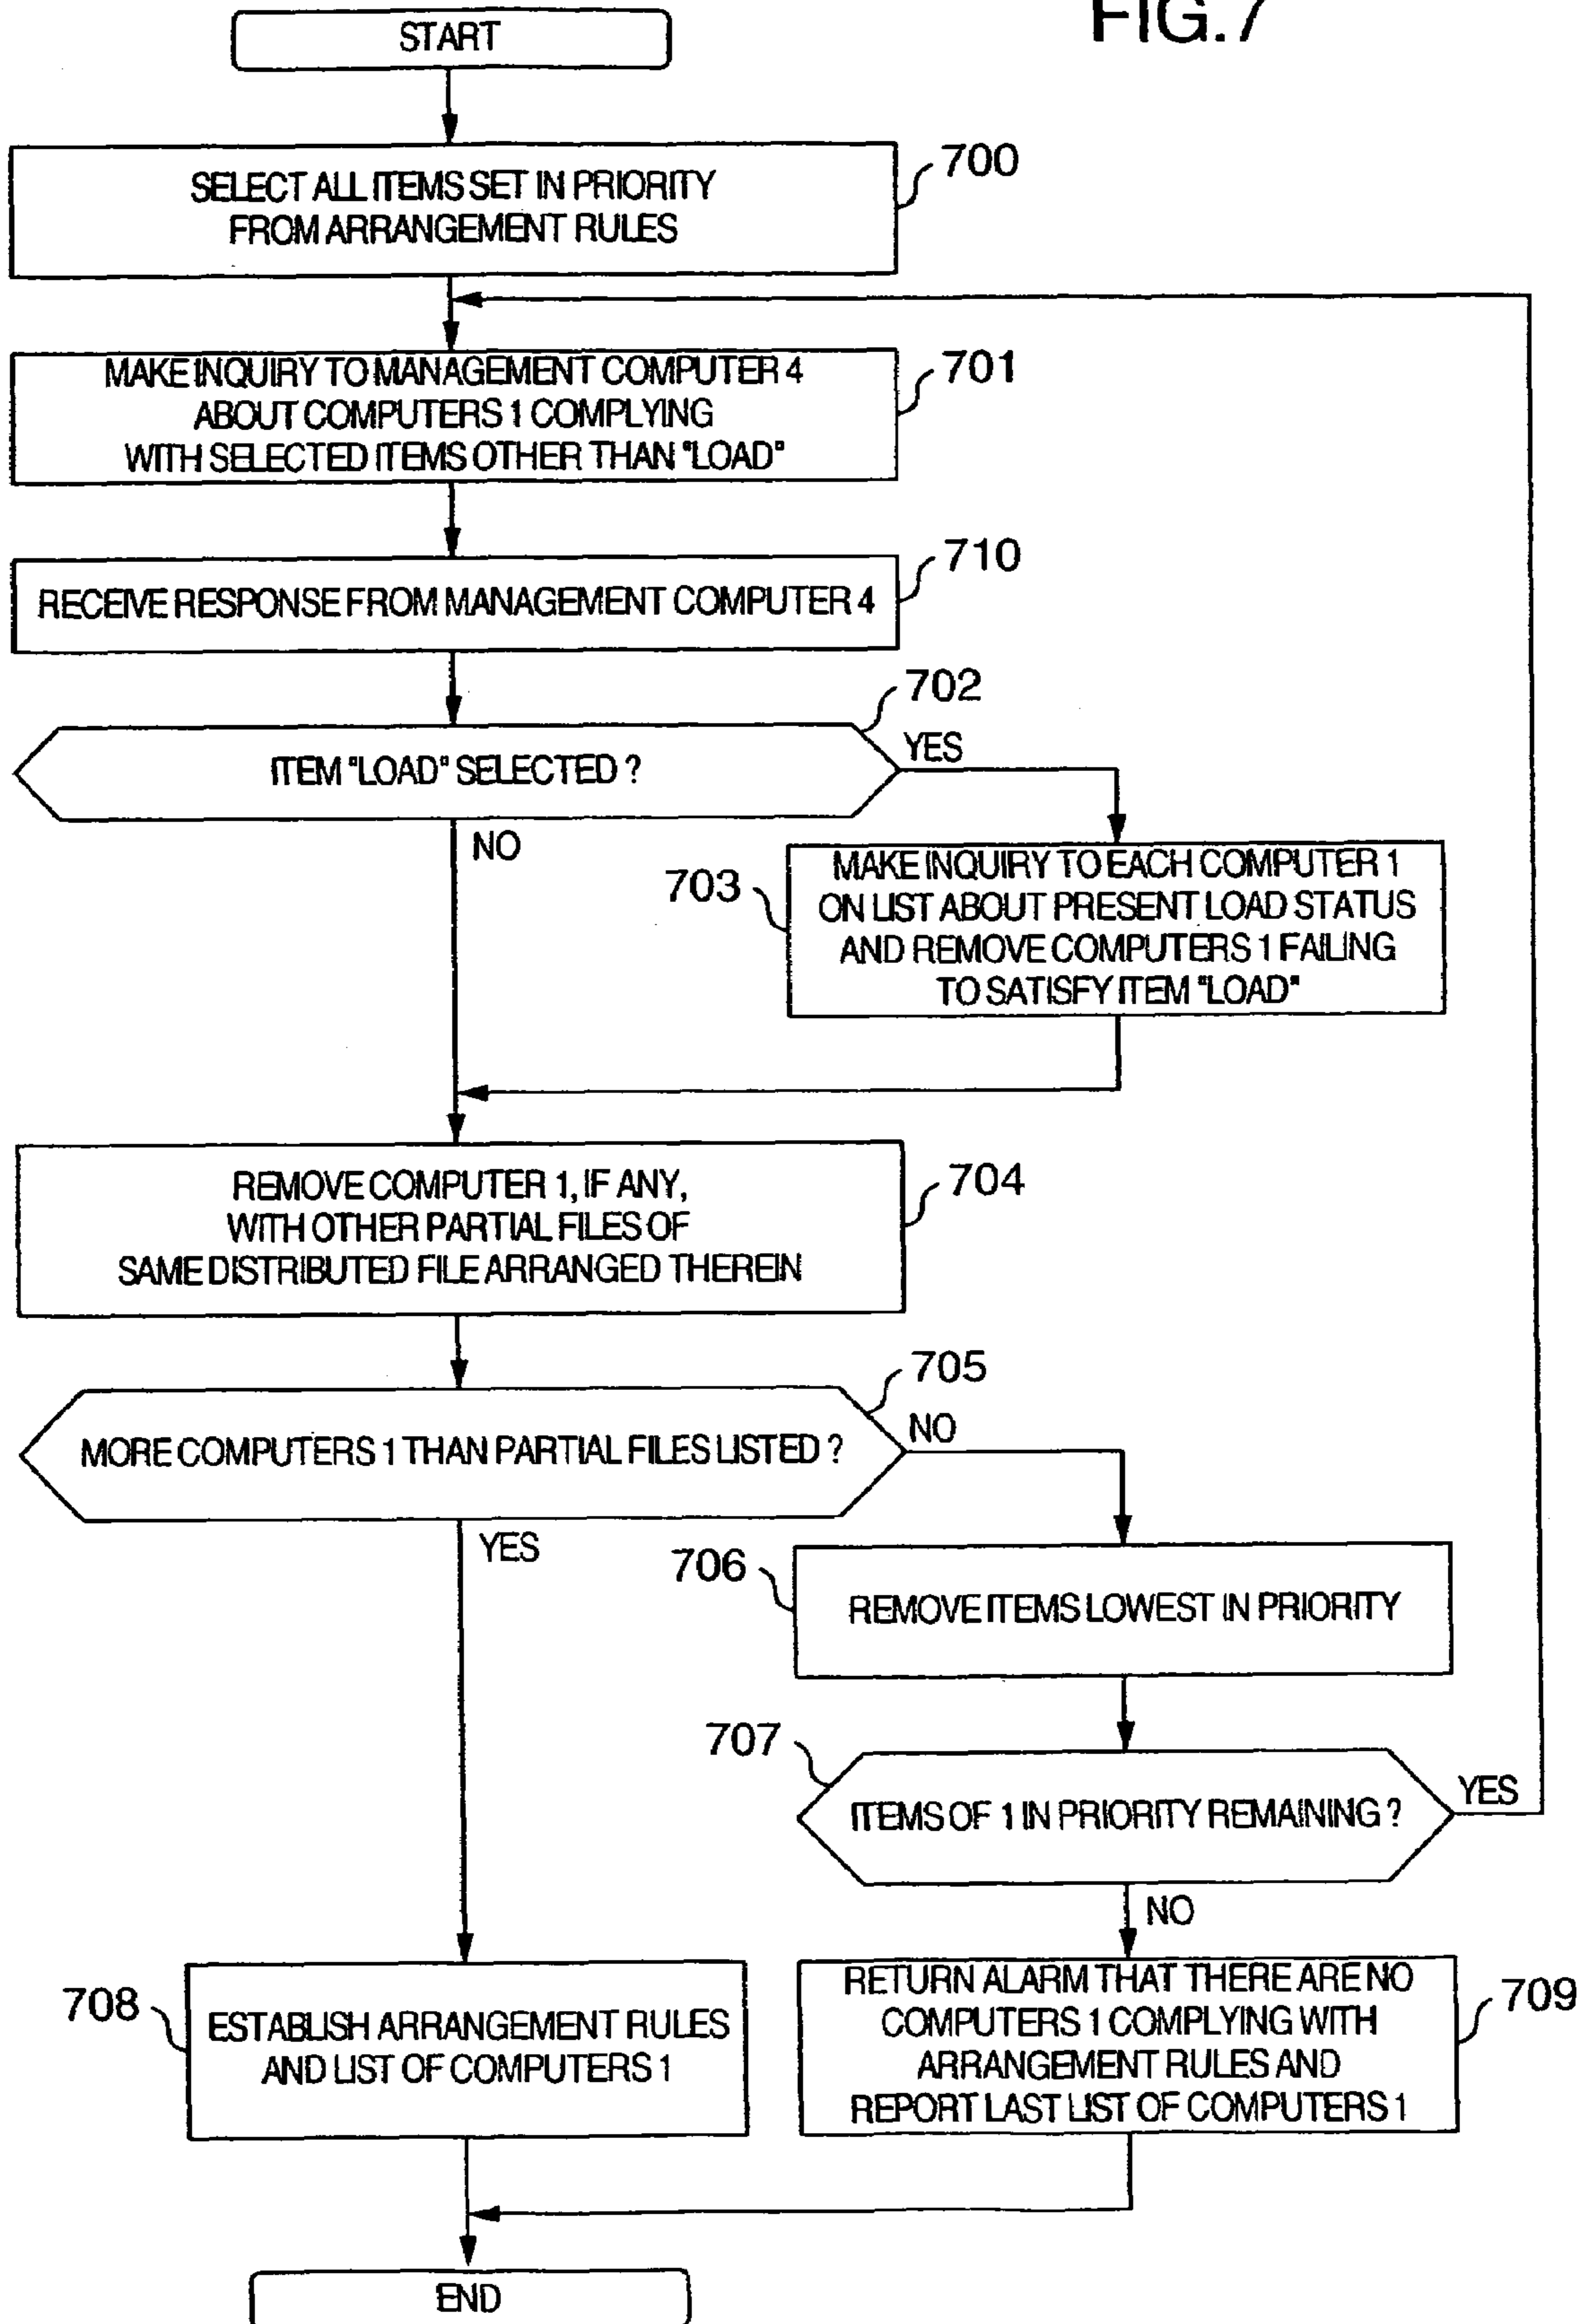 FIG.7
START
700
SELECT ALL ITEMS SET IN PRIORITY
FROM ARRANGEMENT RULES
701
MAKE INQUIRY TO MANAGEMENT COMPUTER 4
ABOUT COMPUTERS 1 COMPLYING
WITH SELECTED ITEMS OTHER THAN "LOAD"
710
RECEIVE RESPONSE FROM MANAGEMENT COMPUTER 4
702
ITEM "LOAD" SELECTED ?
YES
NO
703
MAKE INQUIRY TO EACH COMPUTER 1
ON LIST ABOUT PRESENT LOAD STATUS
AND REMOVE COMPUTERS 1 FAILING
TO SATISFY ITEM "LOAD"
704
REMOVE COMPUTER 1, IF ANY,
WITH OTHER PARTIAL FILES OF
SAME DISTRIBUTED FILE ARRANGED THEREIN
705
MORE COMPUTERS 1 THAN PARTIAL FILES LISTED ?
NO
YES
706
REMOVE ITEMS LOWEST IN PRIORITY
707
ITEMS OF 1 IN PRIORITY REMAINING ?
YES
NO
708
ESTABLISH ARRANGEMENT RULES
AND LIST OF COMPUTERS 1
709
RETURN ALARM THAT THERE ARE NO
COMPUTERS 1 COMPLYING WITH
ARRANGEMENT RULES AND
REPORT LAST LIST OF COMPUTERS 1
END